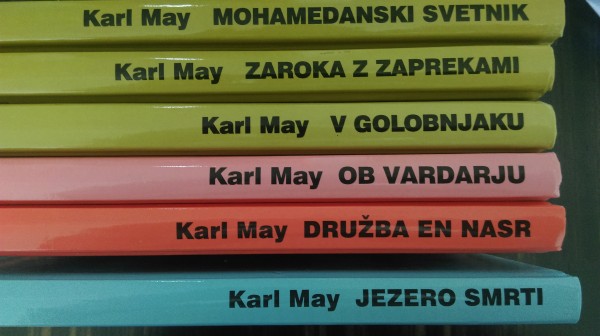 Karl May MOHAMEDANSKI SVETNIK
Karl May ZAROKA Z ZAPREKAMI
Karl May V GOLOBNJAKU
Karl May OB VARDARJU
Karl May DRUŽBA EN NASR
Karl May JEZERO SMRTI